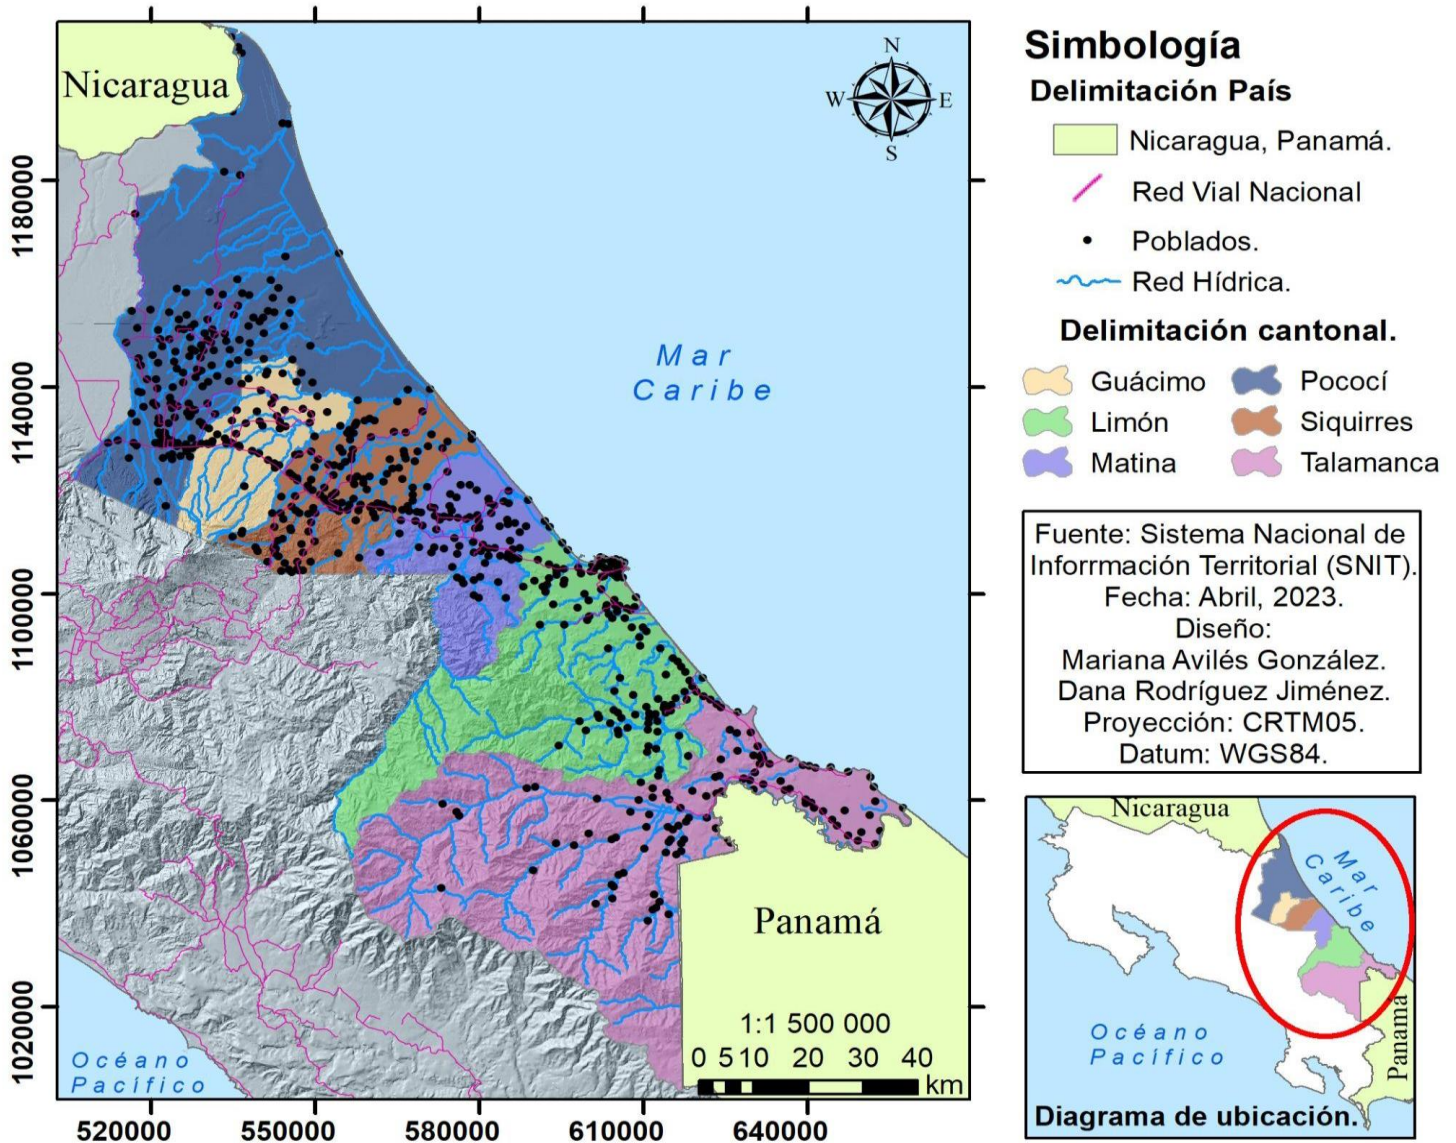 Nicaragua
N
W
E
S
Mar
Caribe
Panamá
Océano
Pacífico
1:1 500 000
0 5 10 20 30 40
km
1180000
1140000
1100000
1060000
1020000
520000 550000 580000 610000 640000
Simbología
Delimitación País
Nicaragua, Panamá.
Red Vial Nacional
Poblados.
Red Hídrica.
Delimitación cantonal.
Guácimo Pococí
Limón Siquirres
Matina Talamanca
Fuente: Sistema Nacional de
Inforrmación Territorial (SNIT).
Fecha: Abril, 2023.
Diseño:
Mariana Avilés González.
Dana Rodríguez Jiménez.
Proyección: CRTM05.
Datum: WGS84.
Nicaragua
Mar
Caribe
Océano
Pacífico
Panama
Diagrama de ubicación.